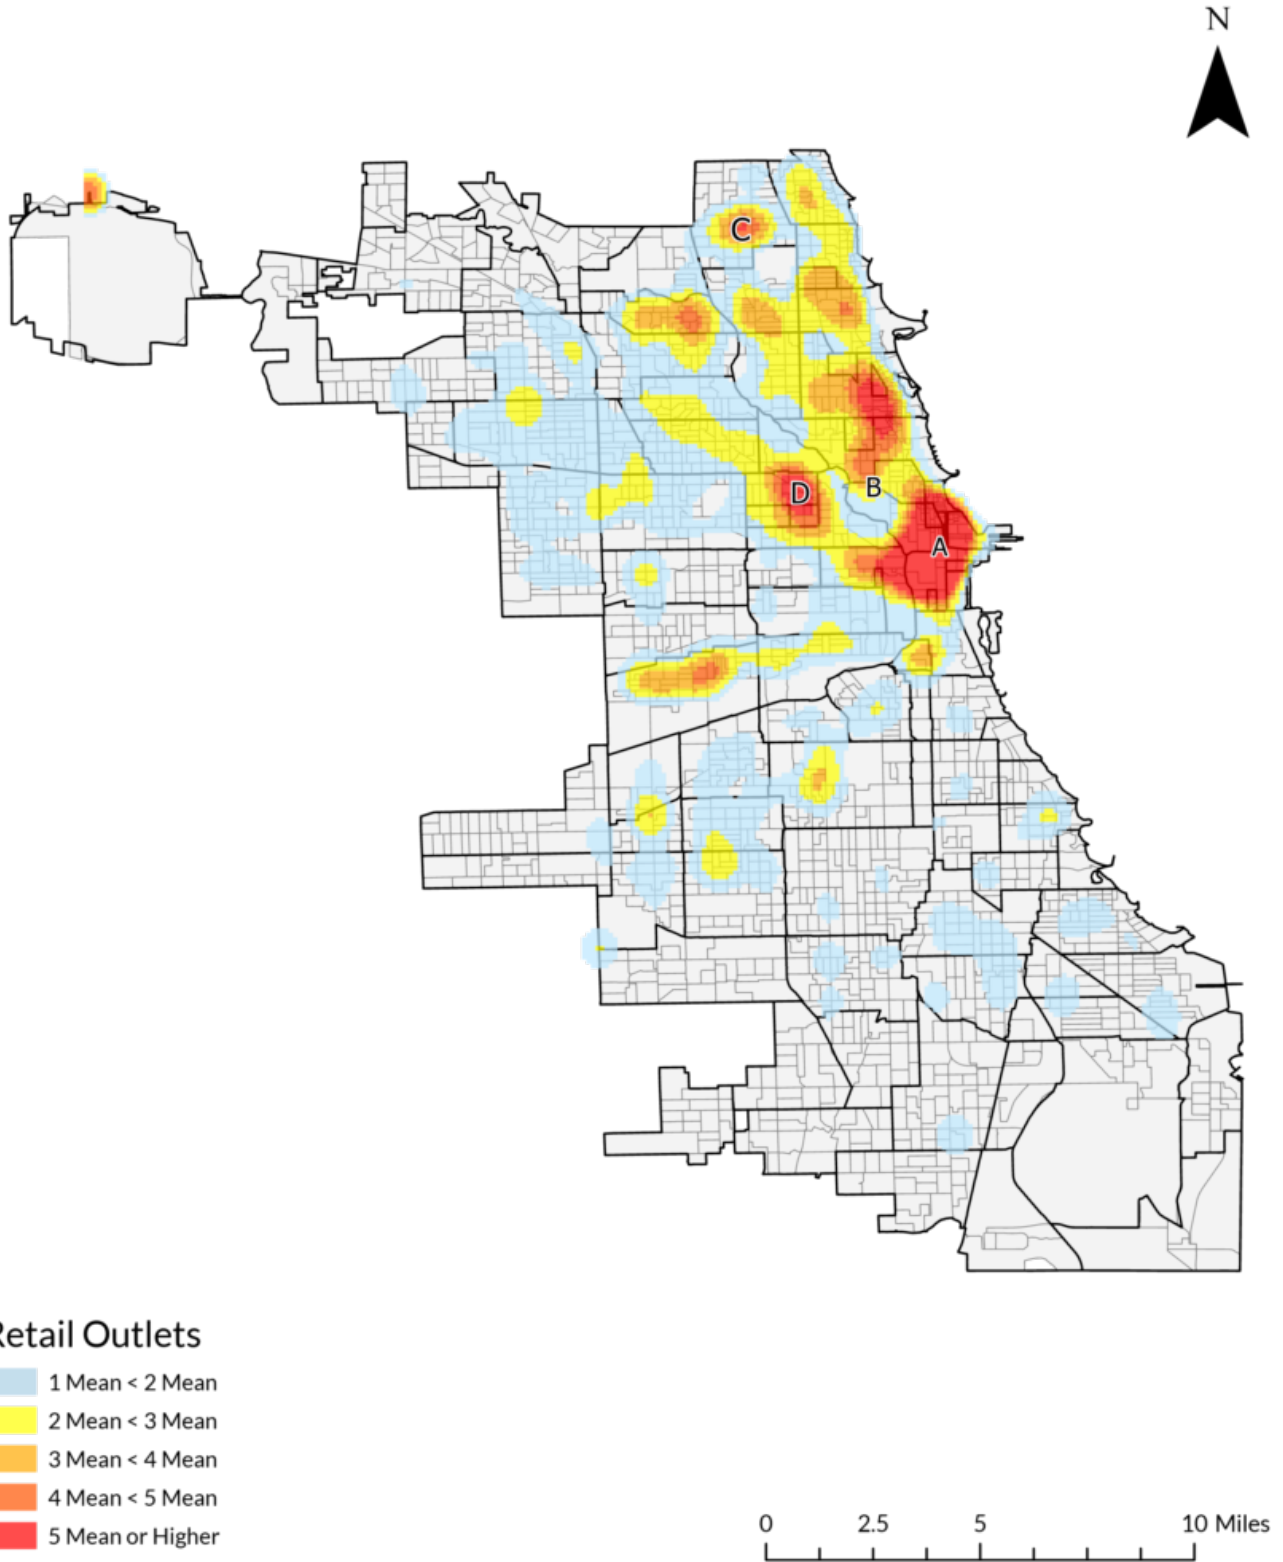 N
C
B
D
A
Retail Outlets
1 Mean < 2 Mean
2 Mean < 3 Mean
3 Mean < 4 Mean
4 Mean < 5 Mean
5 Mean or Higher
0 2.5 5 10 Miles